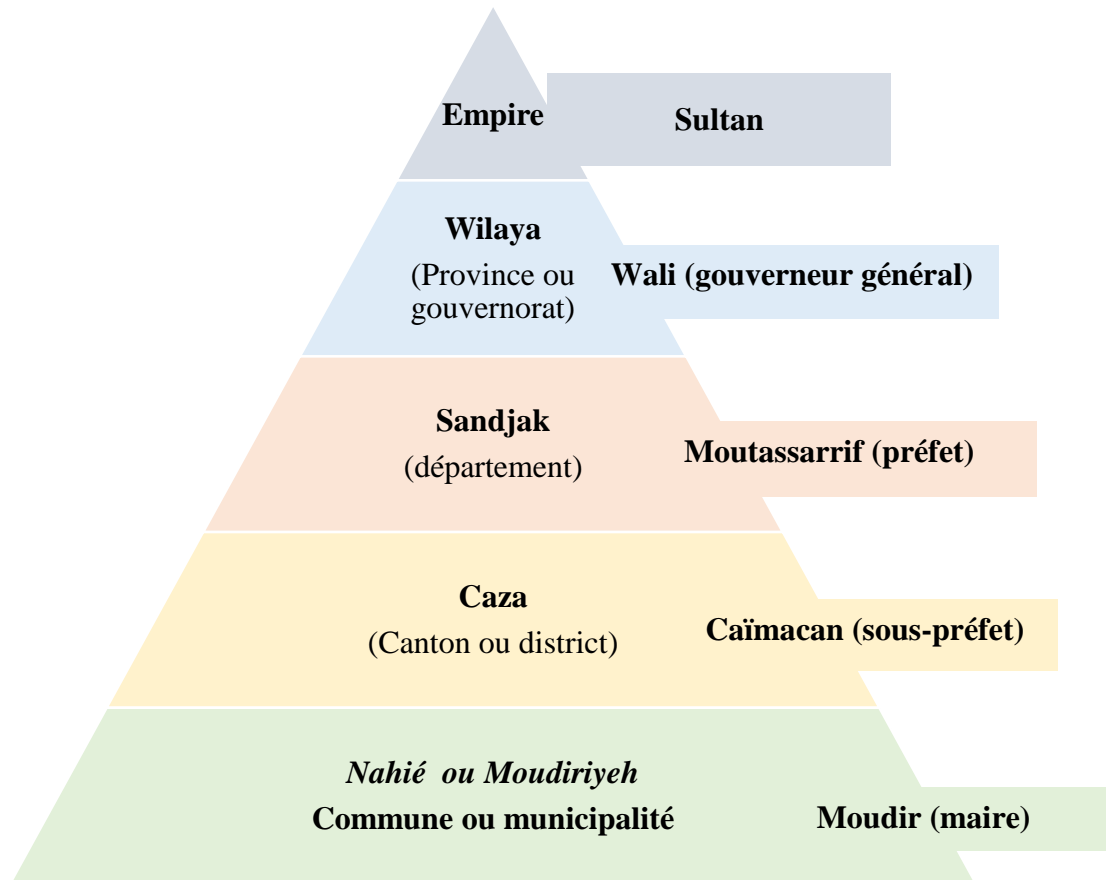 Empire
Sultan
Wilaya
(Province ou
gouvernorat)
Wali (gouverneur général)
Sandjak
(département)
Moutassarrif (préfet)
Caza
(Canton ou district)
Caïmacan (sous-préfet)
Nahié ou Moudiriyeh
Commune ou municipalité
Moudir (maire)